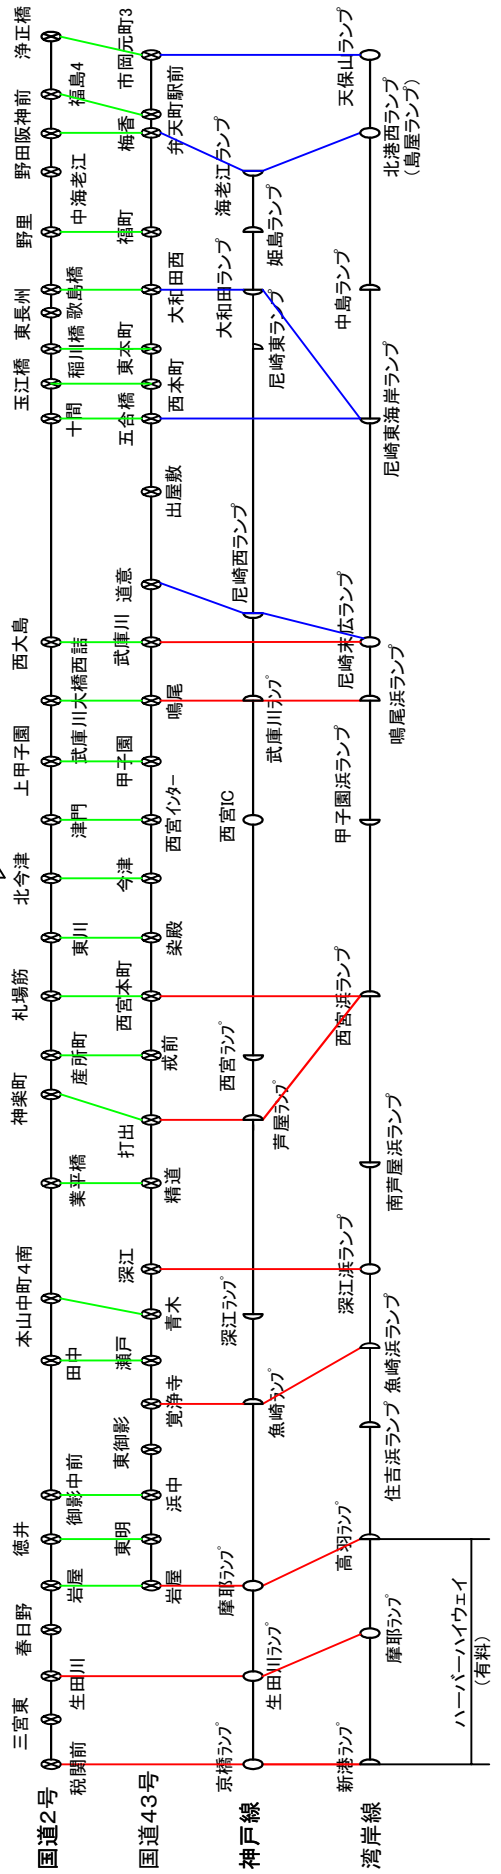 国道2号
税関前
三宮東
生田川
春日野
岩屋
徳井
御影中前
田中
本山中町4南
業平橋
神楽町
産所町
札場筋
東川
北今津
津門
上甲子園
武庫川大橋西詰
西大島
十間
玉江橋
稲川橋
東長州
歌島橋
野里
中海老江
野田阪神前
福島4
浄正橋
国道43号
岩屋
東明
浜中
東御影
覚浄寺
瀬戸
青木
深江
精道
打出
戎前
西宮本町
染殿
今津
西宮インター
甲子園
鳴尾
武庫川
道意
出屋敷
五合橋
西本町
東本町
大和田西
福町
梅香
弁天町駅前
市岡元町3
神戸線
京橋ランプ
生田川ランプ
摩耶ランプ
魚崎ランプ
深江ランプ
芦屋ランプ
西宮ランプ
西宮IC
武庫川ランプ
尼崎西ランプ
尼崎東ランプ
大和田ランプ
姫島ランプ
海老江ランプ
湾岸線
新港ランプ
摩耶ランプ
高羽ランプ
住吉浜ランプ
魚崎浜ランプ
深江浜ランプ
南芦屋浜ランプ
西宮浜ランプ
甲子園浜ランプ
鳴尾浜ランプ
尼崎末広ランプ
尼崎東海岸ランプ
中島ランプ
北港西ランプ
(島屋ランプ)
天保山ランプ
ハーバーハイウェイ
(有料)